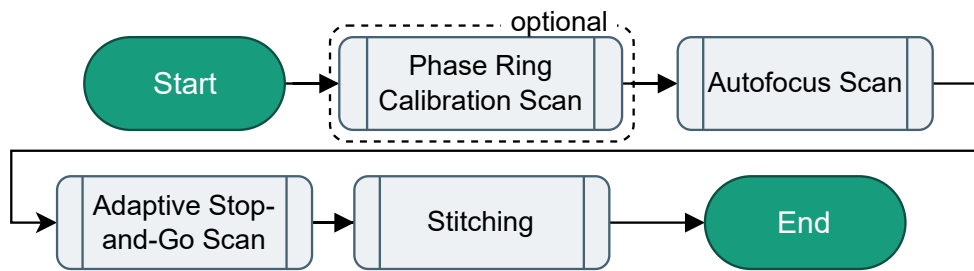 optional
Start
Phase Ring
Calibration Scan
Autofocus Scan
Adaptive Stop-
and-Go Scan
Stitching
End